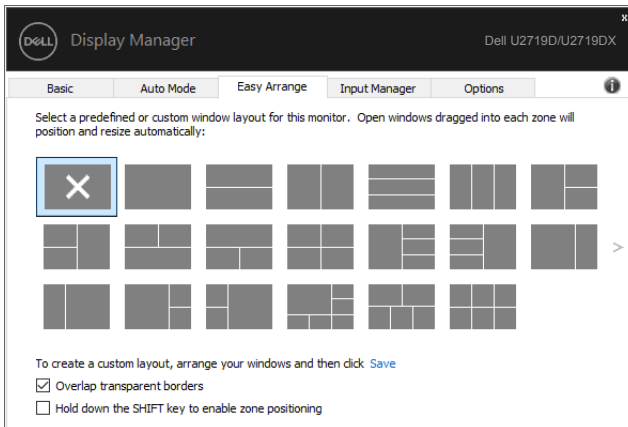 x
DELL Display Manager Dell U2719D/U2719DX
Basic Auto Mode Easy Arrange Input Manager Options i
Select a predefined or custom window layout for this monitor. Open windows dragged into each zone will
position and resize automatically:
>
To create a custom layout, arrange your windows and then click Save
Overlap transparent borders
Hold down the SHIFT key to enable zone positioning